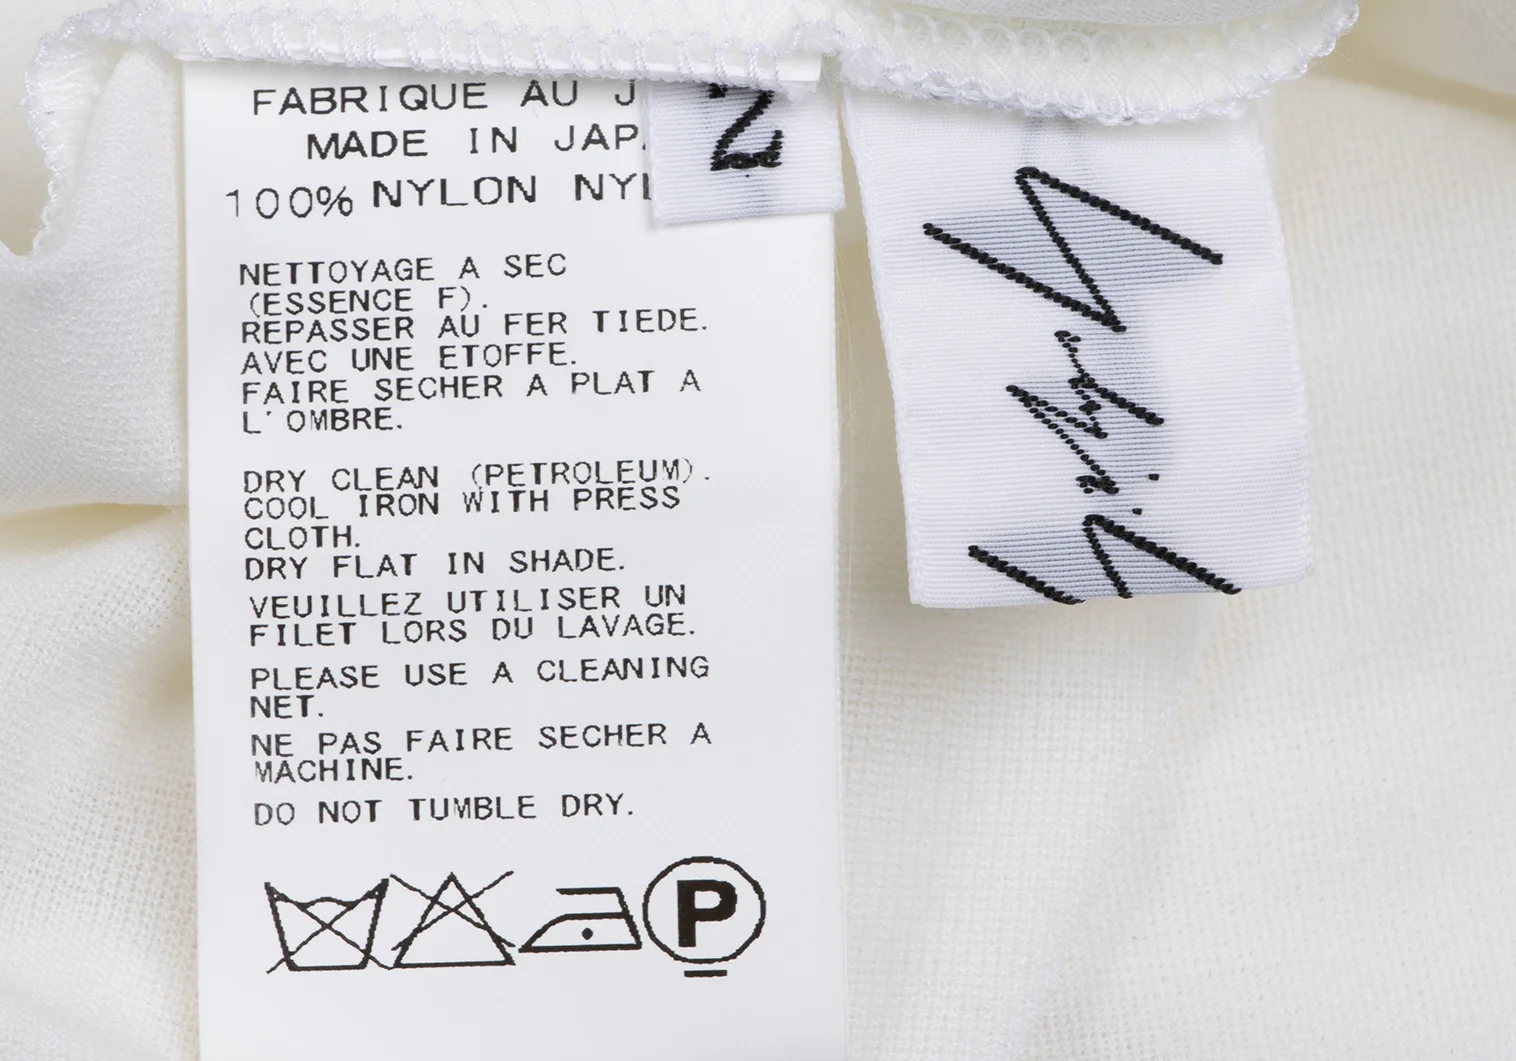 FABRIQUE AU J
MADE IN JAP
100% NYLON NYL
2
NETTOYAGE A SEC
(ESSENCE F).
REPASSER AU FER TIEDE.
AVEC UNE ETOFFE.
FAIRE SECHER A PLAT A
L'OMBRE.
DRY CLEAN (PETROLEUM).
COOL IRON WITH PRESS
CLOTH.
DRY FLAT IN SHADE.
VEUILLEZ UTILISER UN
FILET LORS DU LAVAGE.
PLEASE USE A CLEANING
NET.
NE PAS FAIRE SECHER A
MACHINE.
DO NOT TUMBLE DRY.
P